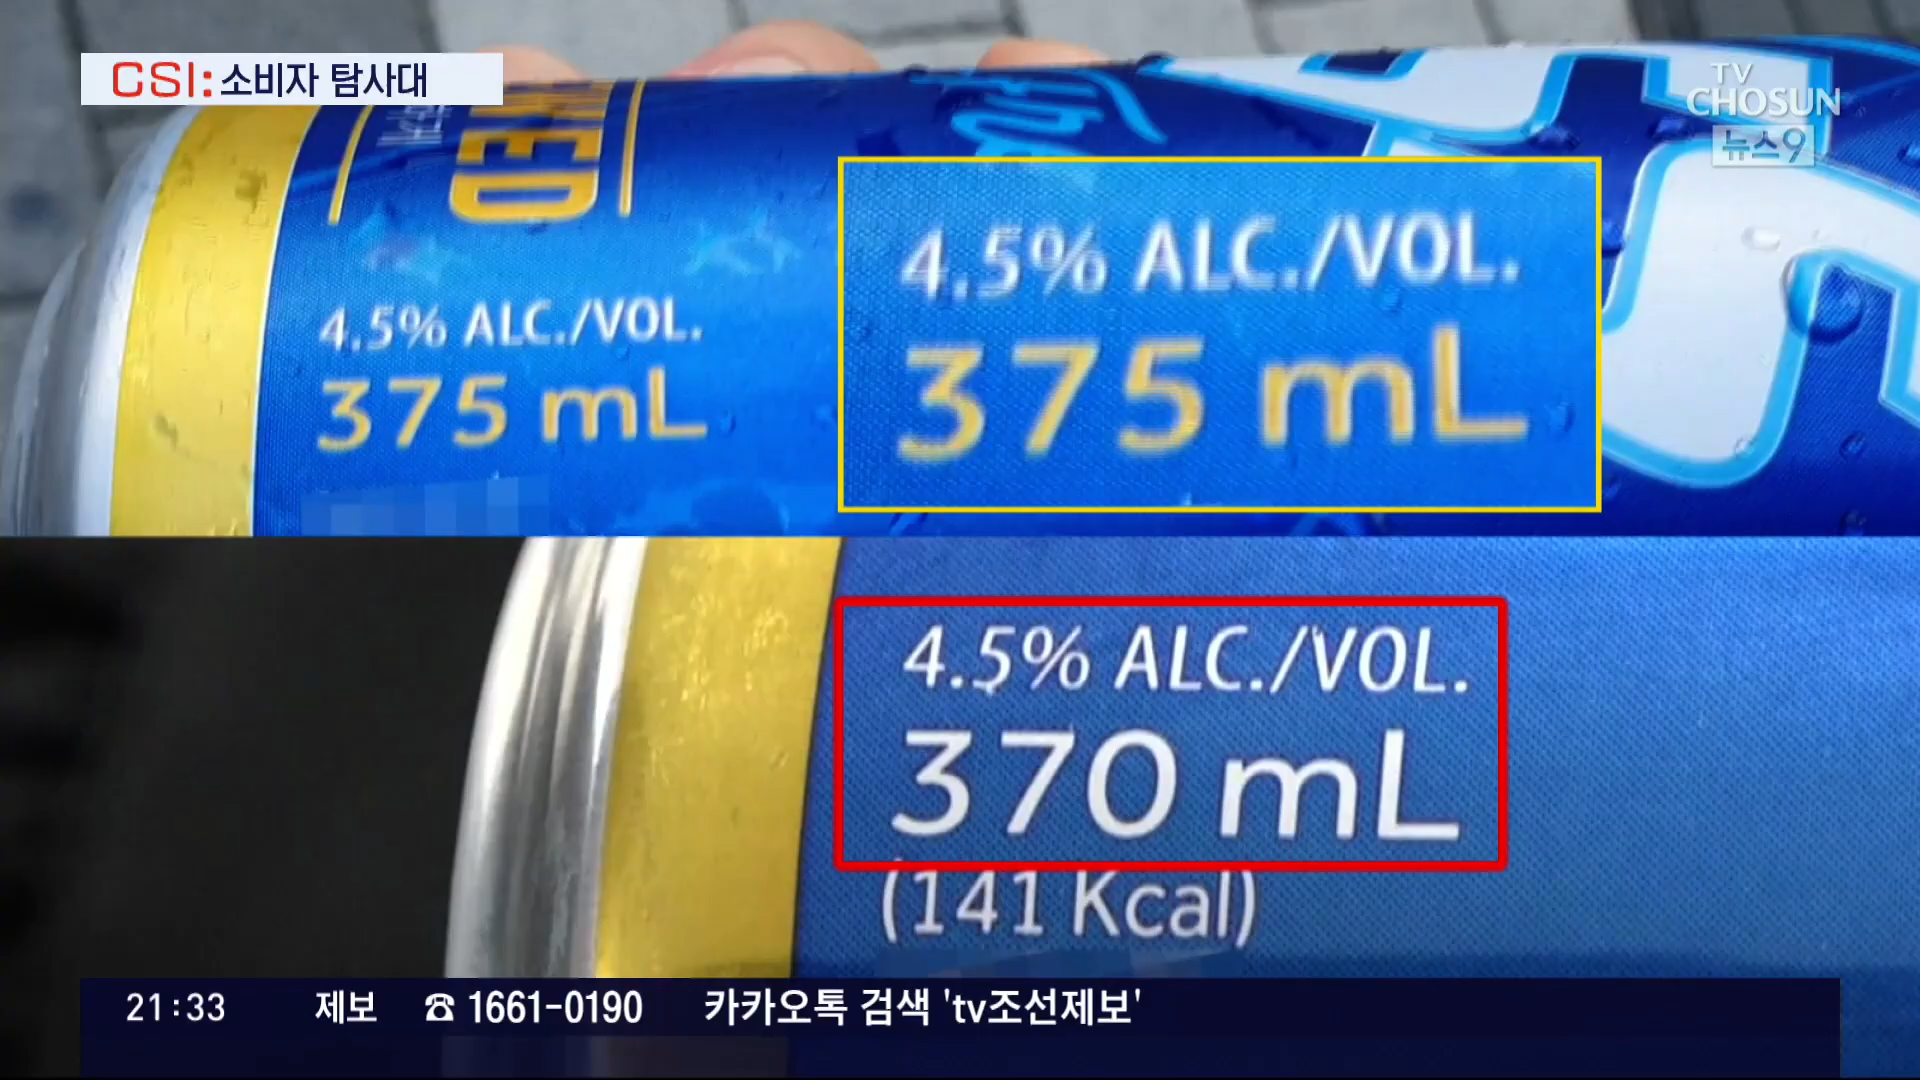 CSI:소비자 탐사대
TV
CHOSUN
뉴스9
4.5% ALC./VOL.
375 mL
4.5% ALC./VOL.
375 mL
4.5% ALC./VOL.
370 mL
(141 Kcal)
21:33 제보 ☎ 1661-0190 카카오톡 검색 'tv조선제보'